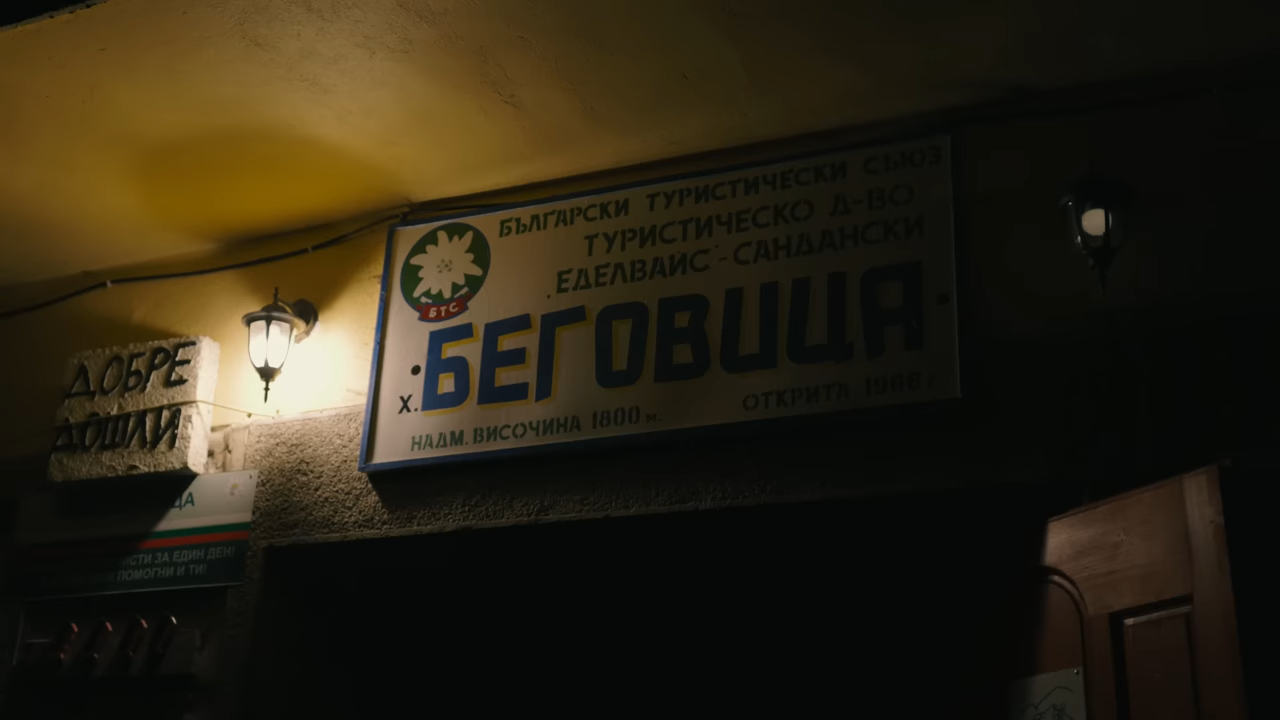 БЪЛГАРСКИ ТУРИСТИЧЕСКИ СЪЮЗ
ТУРИСТИЧЕСКО Д-ВО
ЕДЕЛВАЙС - САНДАНСКИ
БТС
х. БЕГОВИЦА
НАДМ. ВИСОЧИНА 1800 м.
ОТКРИТА 1966 г.
ДОБРЕ
ДОШЛИ
ЗА ЕДИН ДЕН!
ПОМОГНИ И ТИ!